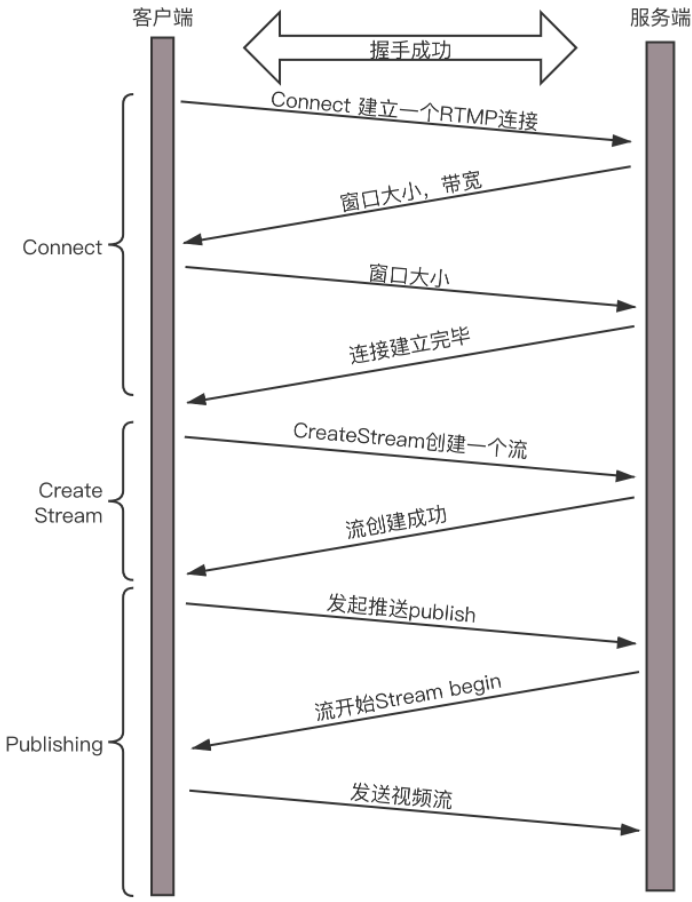 客户端
服务端
握手成功
Connect 建立一个RTMP连接
窗口大小，带宽
Connect
窗口大小
连接建立完毕
CreateStream创建一个流
Create
Stream
流创建成功
发起推送publish
流开始Stream begin
Publishing
发送视频流